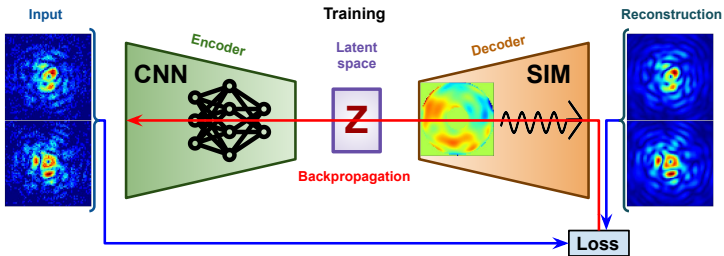 Training
Input
Reconstruction
Encoder
Latent
space
Decoder
CNN
SIM
Z
Backpropagation
Loss